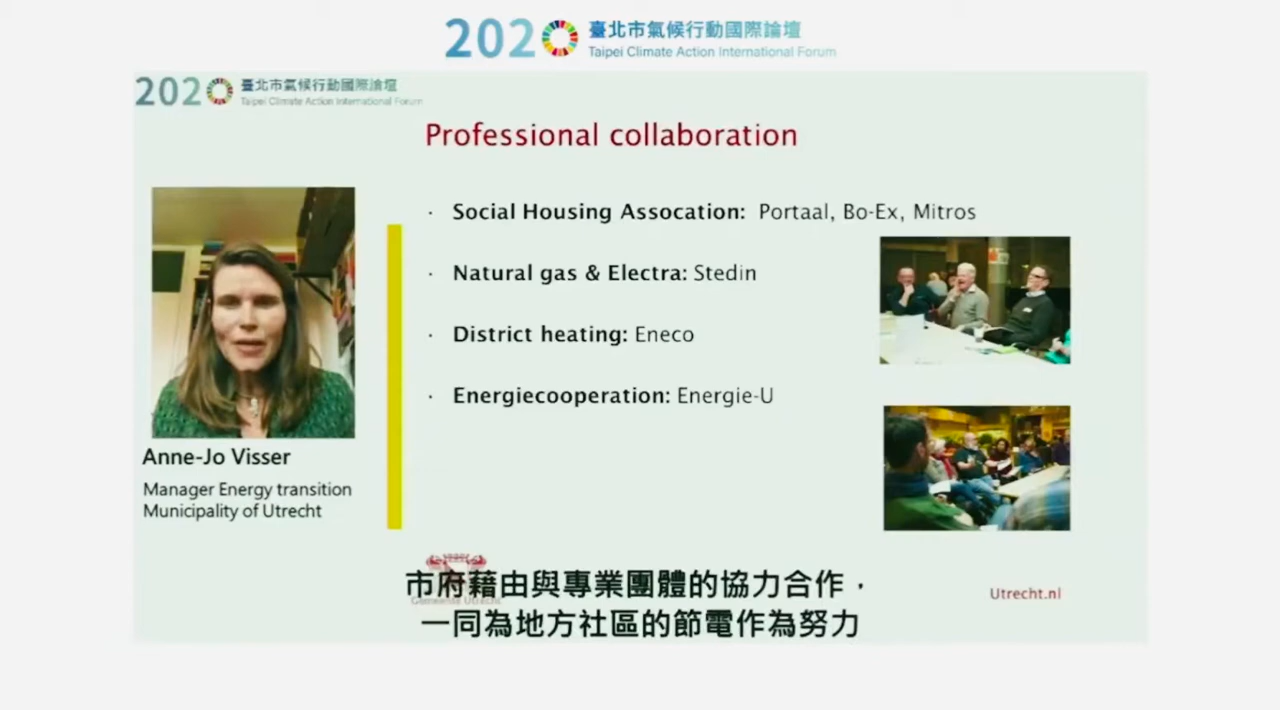 2020 臺北市氣候行動國際論壇
Taipei Climate Action International Forum
2020 臺北市氣候行動國際論壇
Taipei Climate Action International Forum
Professional collaboration
· Social Housing Assocation: Portaal, Bo-Ex, Mitros
· Natural gas & Electra: Stedin
· District heating: Eneco
· Energiecooperation: Energie-U
Anne-Jo Visser
Manager Energy transition
Municipality of Utrecht
Gemeente Utrecht
Utrecht.nl
市府藉由與專業團體的協力合作，
一同為地方社區的節電作為努力